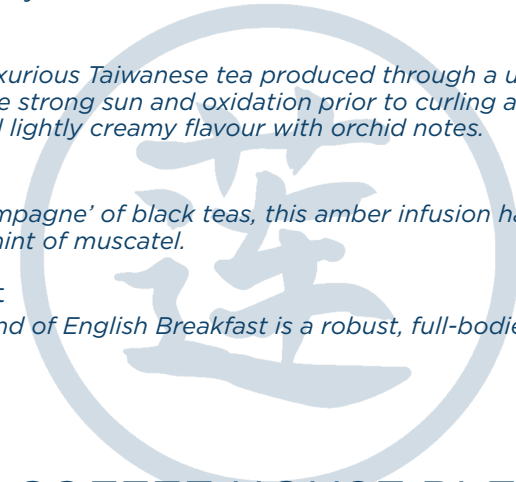 xurious Taiwanese tea produced through a u
e strong sun and oxidation prior to curling a
lightly creamy flavour with orchid notes.
mpagne’ of black teas, this amber infusion ha
hint of muscatel.
t
nd of English Breakfast is a robust, full-bodie
莲